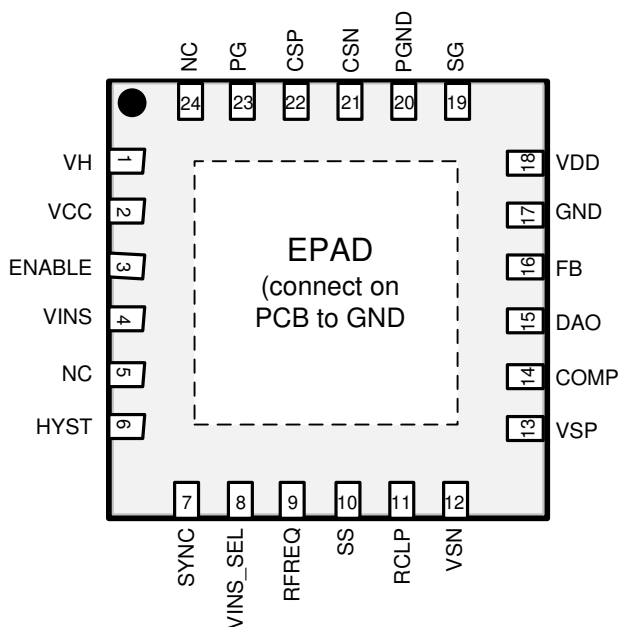 NC
PG
CSP
CSN
PGND
SG
24
23
22
21
20
19
VH
1
VCC
2
ENABLE
3
VINS
4
NC
5
HYST
6
EPAD
(connect on
PCB to GND
18
VDD
17
GND
16
FB
15
DAO
14
COMP
13
VSP
7
8
9
10
11
12
SYNC
VINS_SEL
RFREQ
SS
RCLP
VSN